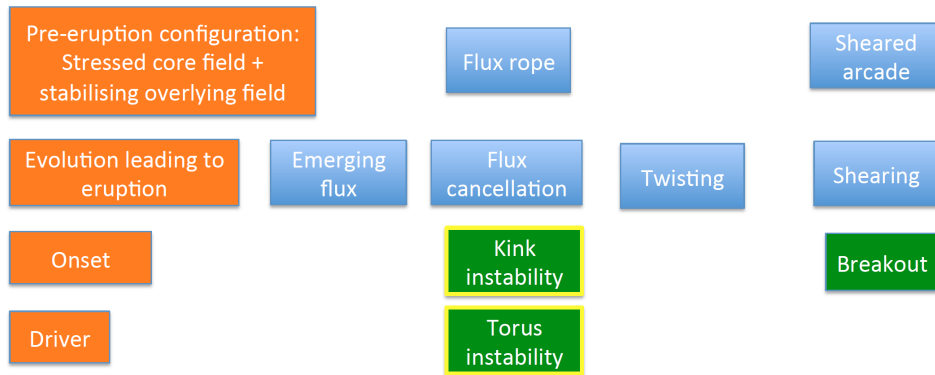 Pre-eruption configuration:
Stressed core field +
stabilising overlying field
Flux rope
Sheared
arcade
Evolution leading to
eruption
Emerging
flux
Flux
cancellation
Twisting
Shearing
Onset
Kink
instability
Breakout
Driver
Torus
instability